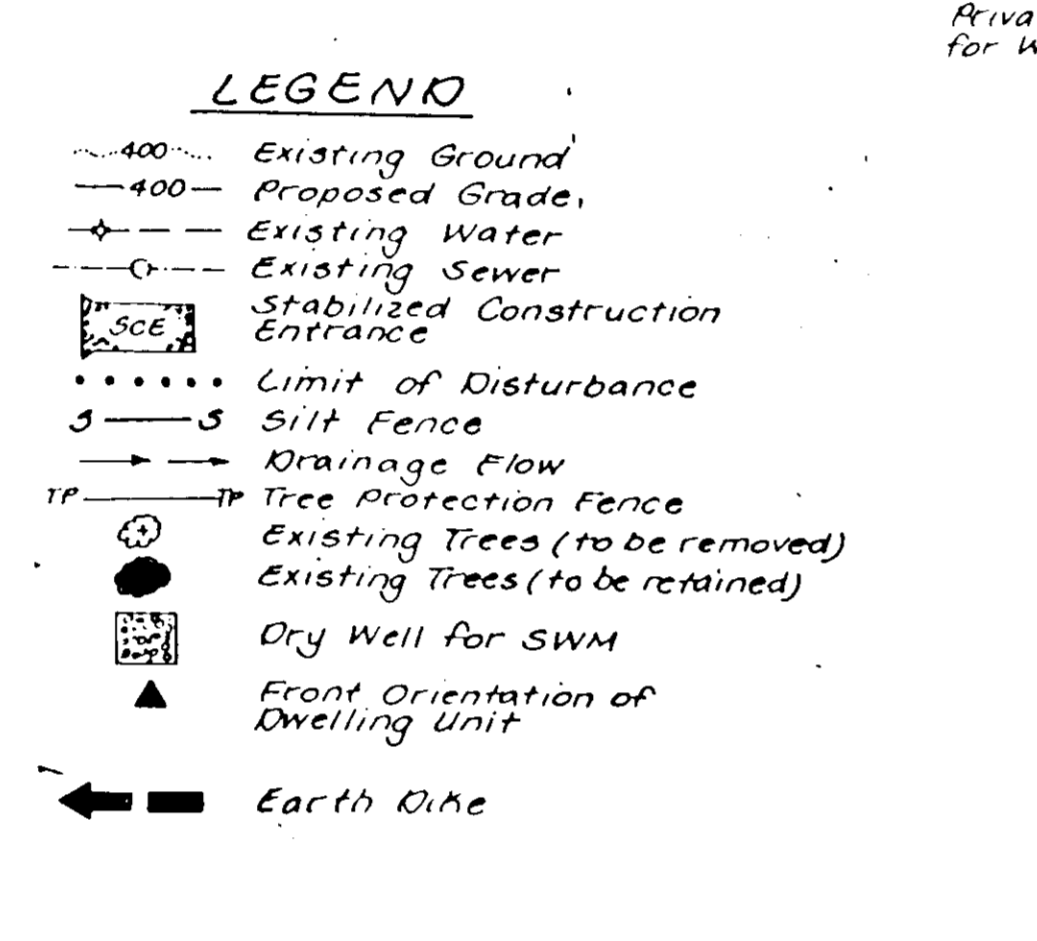 Priva
for W
LEGEND
400 Existing Ground
400 Proposed Grade
Existing Water
Existing Sewer
SCE Stabilized Construction
Entrance
Limit of Disturbance
S S Silt Fence
Drainage Flow
TP TP Tree Protection Fence
Existing Trees (to be removed)
Existing Trees (to be retained)
Dry Well for SWM
Front Orientation of
Dwelling Unit
Earth Dike